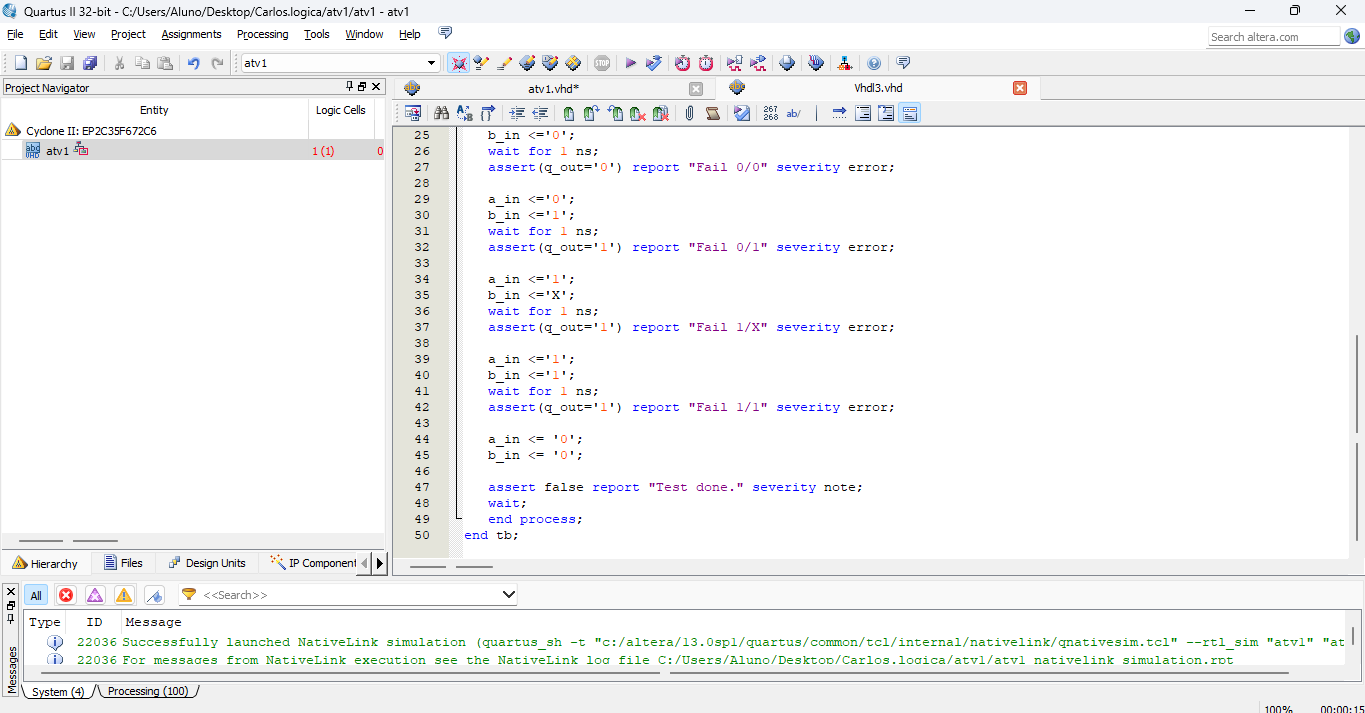 Quartus II 32-bit - C:/Users/Aluno/Desktop/Carlos.logica/atv1/atv1 - atv1
File Edit View Project Assignments Processing Tools Window Help
Search altera.com
atv1
STOP
Project Navigator
Entity Logic Cells
Cyclone II: EP2C35F672C6
abc VHD atv1 1 (1) 0
Hierarchy Files Design Units IP Component
atv1.vhd* Vhdl3.vhd
267 268 ab/
25 b_in <='0';
26 wait for 1 ns;
27 assert(q_out='0') report "Fail 0/0" severity error;
28
29 a_in <='0';
30 b_in <='1';
31 wait for 1 ns;
32 assert(q_out='1') report "Fail 0/1" severity error;
33
34 a_in <='1';
35 b_in <='X';
36 wait for 1 ns;
37 assert(q_out='1') report "Fail 1/X" severity error;
38
39 a_in <='1';
40 b_in <='1';
41 wait for 1 ns;
42 assert(q_out='1') report "Fail 1/1" severity error;
43
44 a_in <= '0';
45 b_in <= '0';
46
47 assert false report "Test done." severity note;
48 wait;
49 end process;
50 end tb;
All <<Search>>
Type ID Message
22036 Successfully launched NativeLink simulation (quartus_sh -t "c:/altera/13.0sp1/quartus/common/tcl/internal/nativelink/qnativesim.tcl" --rtl_sim "atv1" "at
22036 For messages from NativeLink execution see the NativeLink log file C:/Users/Aluno/Desktop/Carlos.logica/atv1/atv1_nativelink_simulation.rpt
Messages
System (4) Processing (100)
100% 00:00:15